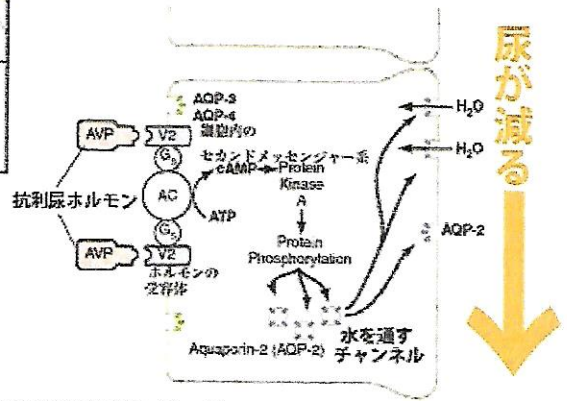 AQP-3
AQP-4
AVP
V2
細胞内の
Gs
セカンドメッセンジャー系
cAMP
Protein
Kinase
A
抗利尿ホルモン
AC
ATP
Gs
AVP
V2
ホルモンの
受容体
Protein
Phosphorylation
Aquaporin-2 (AQP-2)
水を通す
チャンネル
H₂O
H₂O
AQP-2
尿が減る